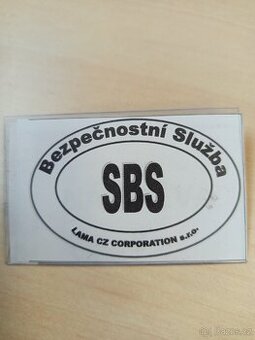 Bezpečnostní Služba
SBS
LAMA CZ CORPORATION s.r.o.